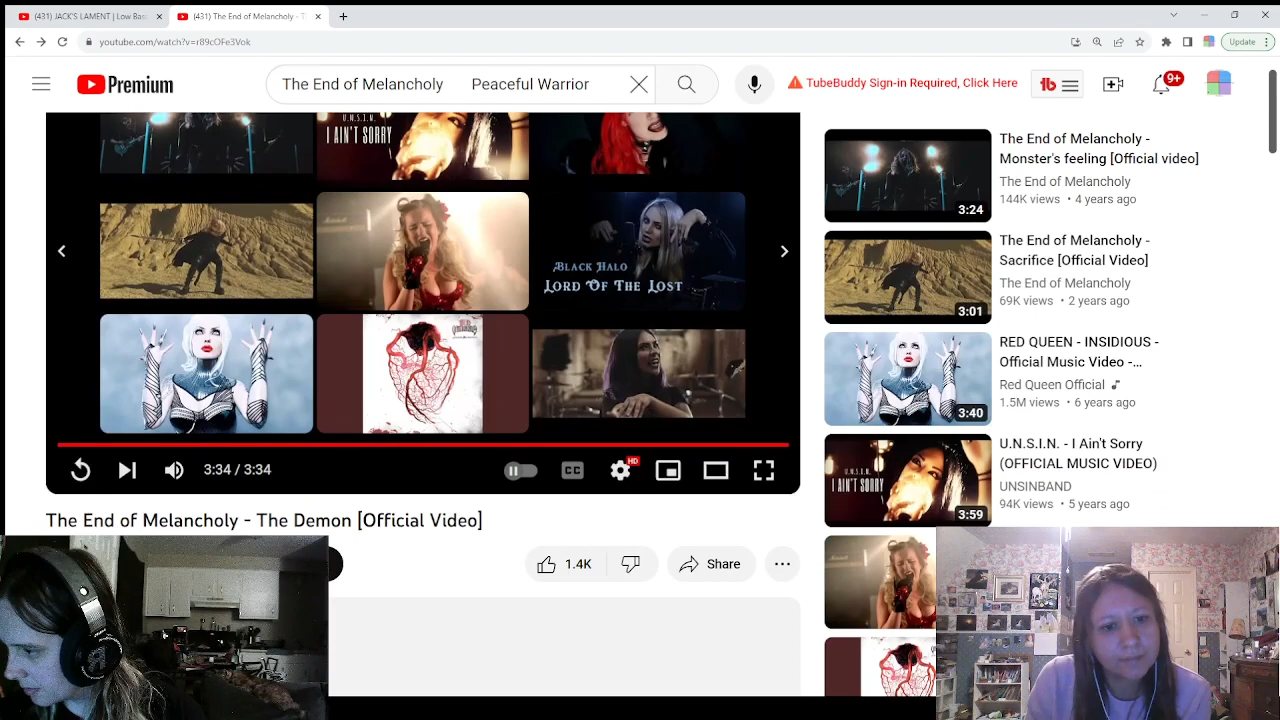 (431) JACK'S LAMENT | Low Bas
(431) The End of Melancholy - T
youtube.com/watch?v=r89cOFe3Vok
Update
Premium
The End of Melancholy Peaceful Warrior
TubeBuddy Sign-in Required, Click Here
tb
9+
U.N.S.I.N.
I AIN'T SORRY
BLACK HALO
LORD OF THE LOST
3:34 / 3:34
CC
HD
The End of Melancholy - The Demon [Official Video]
1.4K
Share
The End of Melancholy -
Monster's feeling [Official video]
The End of Melancholy
144K views • 4 years ago
3:24
The End of Melancholy -
Sacrifice [Official Video]
The End of Melancholy
69K views • 2 years ago
3:01
RED QUEEN - INSIDIOUS -
Official Music Video -...
Red Queen Official
1.5M views • 6 years ago
3:40
U.N.S.I.N. - I Ain't Sorry
(OFFICIAL MUSIC VIDEO)
UNSINBAND
94K views • 5 years ago
I AIN'T SORRY
3:59